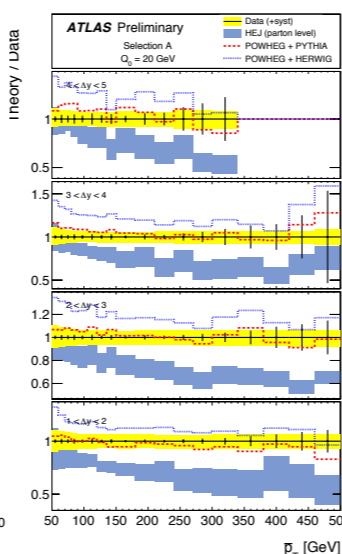 ATLAS Preliminary
Selection A
Q₀ = 20 GeV
Data (+syst)
HEJ (parton level)
POWHEG + PYTHIA
POWHEG + HERWIG
Theory / Data
4 < Δy < 5
1
0.5
3 < Δy < 4
1.5
1
0.5
2 < Δy < 3
1.2
1
0.8
0.6
1 < Δy < 2
1
0.5
50 100 150 200 250 300 350 400 450 500
[GeV]